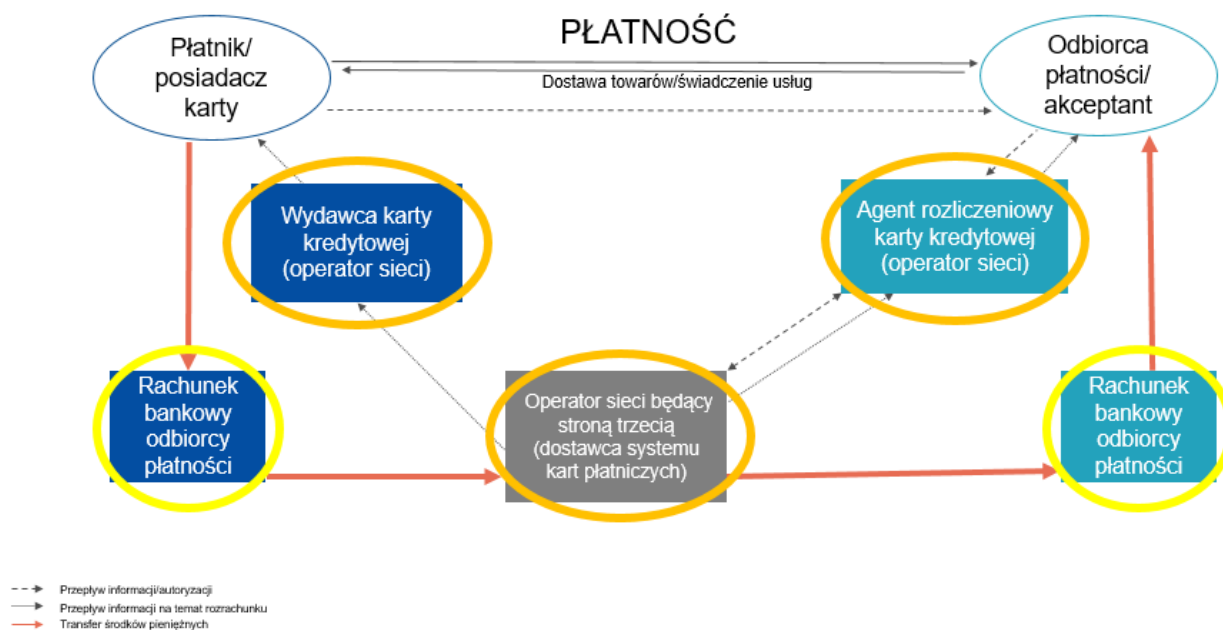 PŁATNOŚĆ
Płatnik/
posiadacz
karty
Dostawa towarów/świadczenie usług
Odbiorca
płatności/
akceptant
Wydawca karty
kredytowej
(operator sieci)
Agent rozliczeniowy
karty kredytowej
(operator sieci)
Rachunek
bankowy
odbiorcy
płatności
Operator sieci będący
stroną trzecią
(dostawca systemu
kart płatniczych)
Rachunek
bankowy
odbiorcy
płatności
Przepływ informacji/autoryzacji
Przepływ informacji na temat rozrachunku
Transfer środków pieniężnych